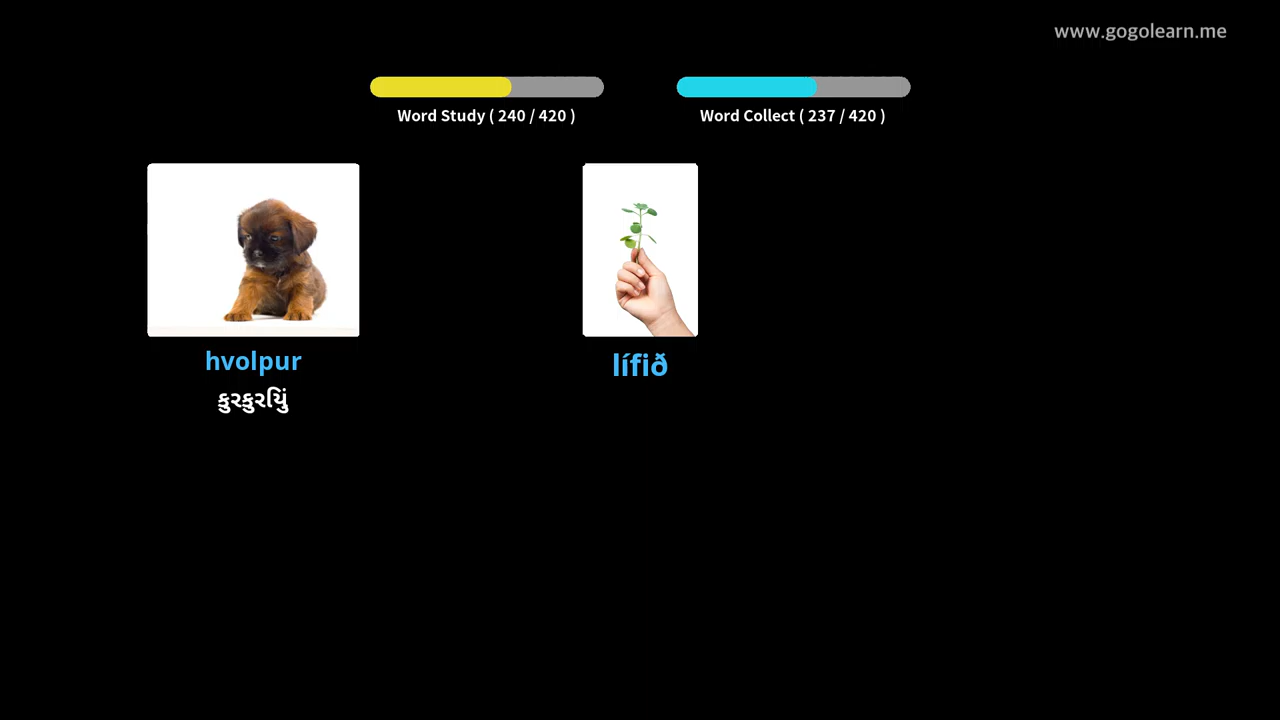 www.gogolearn.me
Word Study ( 240 / 420 )
Word Collect ( 237 / 420 )
hvolpur
કુરકુરિયું
lífið